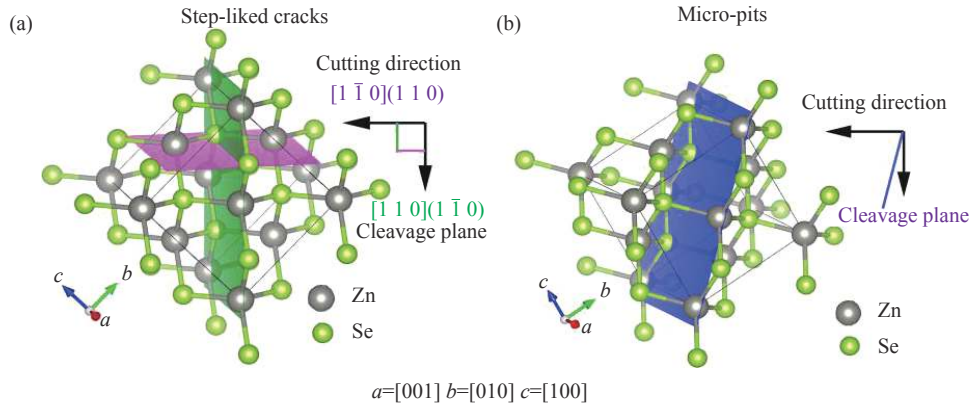 (a)
Step-liked cracks
Cutting direction
[1 1̄ 0](1 1 0)
[1 1 0](1 1̄ 0)
Cleavage plane
c
b
a
Zn
Se
(b)
Micro-pits
Cutting direction
Cleavage plane
c
b
a
Zn
Se
a=[001] b=[010] c=[100]